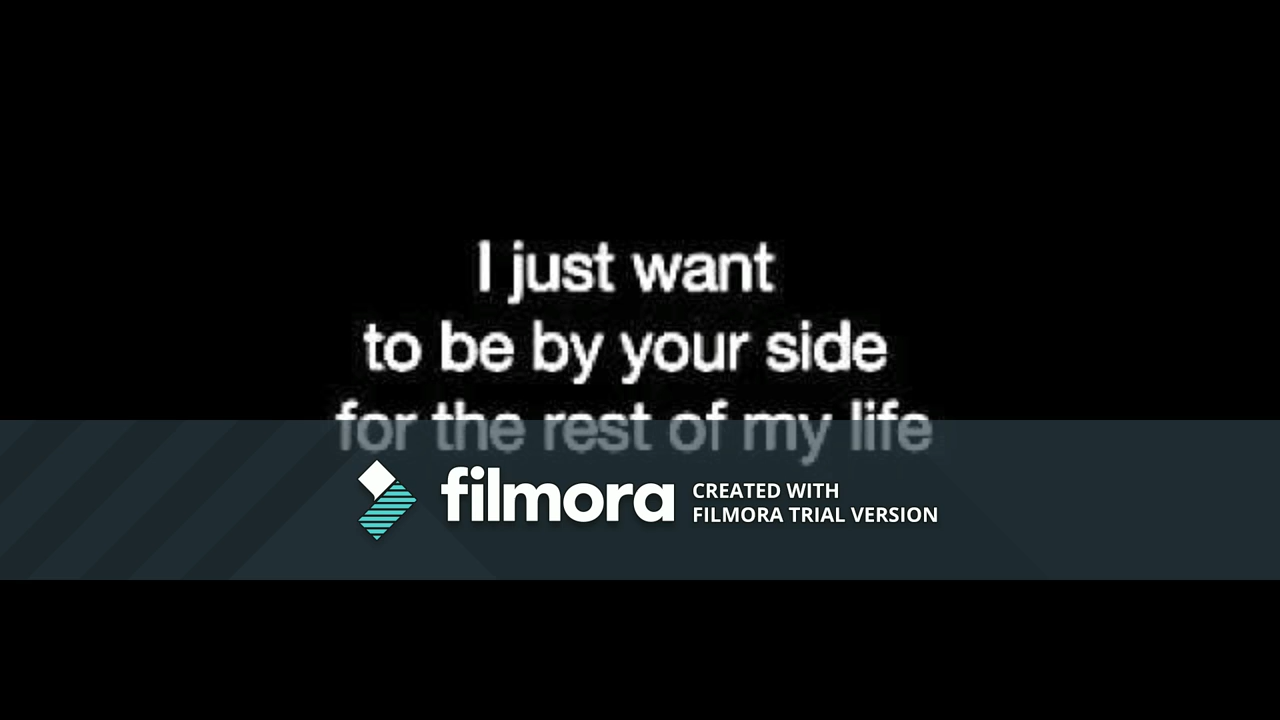 I just want
to be by your side
for the rest of my life
filmora
CREATED WITH
FILMORA TRIAL VERSION